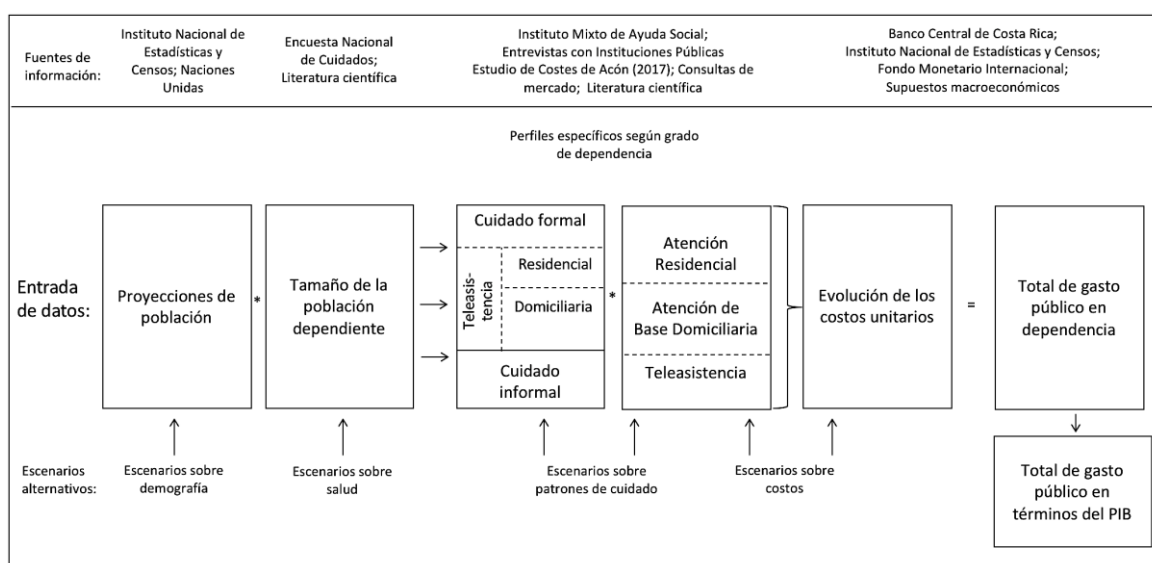 Fuentes de
información:
Instituto Nacional de
Estadísticas y
Censos; Naciones
Unidas
Encuesta Nacional
de Cuidados;
Literatura científica
Instituto Mixto de Ayuda Social;
Entrevistas con Instituciones Públicas
Estudio de Costes de Acón (2017); Consultas de
mercado; Literatura científica
Banco Central de Costa Rica;
Instituto Nacional de Estadísticas y Censos;
Fondo Monetario Internacional;
Supuestos macroeconómicos
Perfiles específicos según grado
de dependencia
Entrada
de datos:
Proyecciones de
población
*
Tamaño de la
población
dependiente
Cuidado formal
Teleasis-
tencia
Residencial
Domiciliaria
Cuidado
informal
*
Atención
Residencial
Atención de
Base Domiciliaria
Teleasistencia
Evolución de los
costos unitarios
=
Total de gasto
público en
dependencia
Escenarios
alternativos:
Escenarios sobre
demografía
Escenarios sobre
salud
Escenarios sobre
patrones de cuidado
Escenarios sobre
costos
Total de gasto
público en
términos del PIB